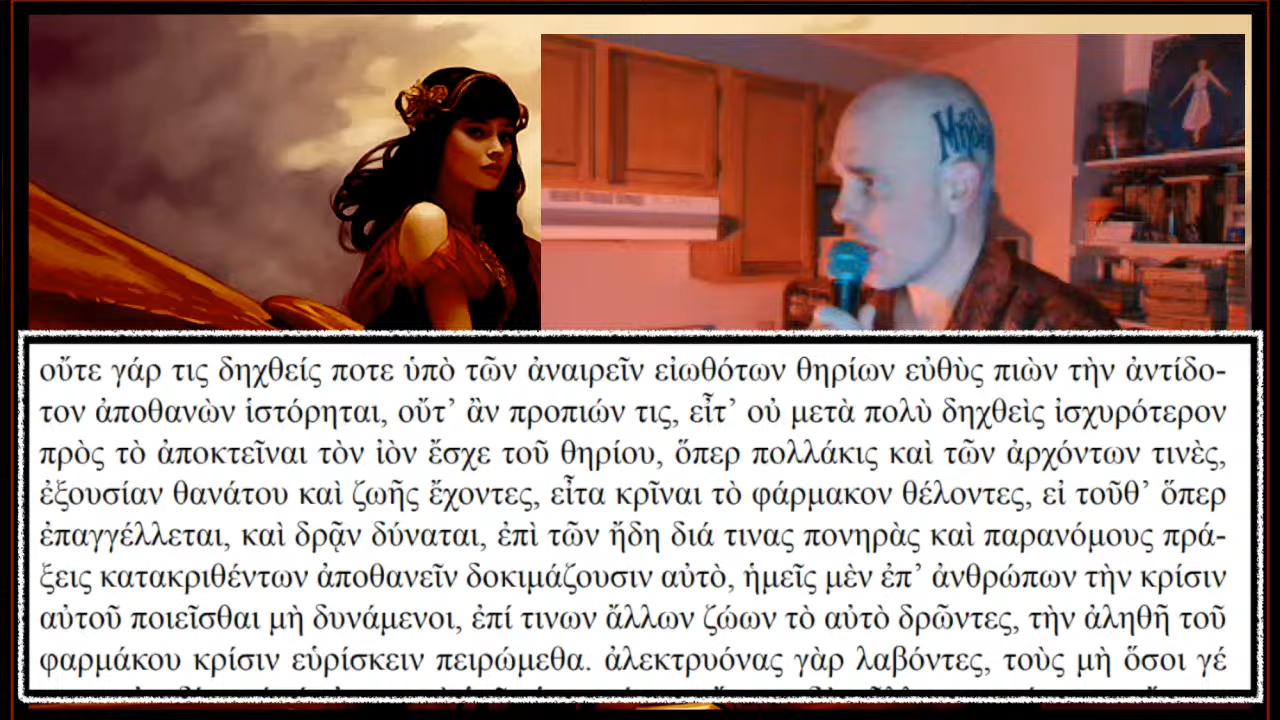 οὔτε γάρ τις δηχθείς ποτε ὑπὸ τῶν ἀναιρεῖν εἰωθότων θηρίων εὐθὺς πιὼν τὴν ἀντίδο-
τον ἀποθανὼν ἱστόρηται, οὔτ’ ἂν προπιών τις, εἶτ’ οὐ μετὰ πολὺ δηχθεὶς ἰσχυρότερον
πρὸς τὸ ἀποκτεῖναι τὸν ἰὸν ἔσχε τοῦ θηρίου, ὅπερ πολλάκις καὶ τῶν ἀρχόντων τινὲς,
ἐξουσίαν θανάτου καὶ ζωῆς ἔχοντες, εἶτα κρῖναι τὸ φάρμακον θέλοντες, εἰ τοῦθ’ ὅπερ
ἐπαγγέλλεται, καὶ δρᾷν δύναται, ἐπὶ τῶν ἤδη διά τινας πονηρὰς καὶ παρανόμους πρά-
ξεις κατακριθέντων ἀποθανεῖν δοκιμάζουσιν αὐτὸ, ἡμεῖς μὲν ἐπ’ ἀνθρώπων τὴν κρίσιν
αὐτοῦ ποιεῖσθαι μὴ δυνάμενοι, ἐπί τινων ἄλλων ζώων τὸ αὐτὸ δρῶντες, τὴν ἀληθῆ τοῦ
φαρμάκου κρίσιν εὑρίσκειν πειρώμεθα. ἀλεκτρυόνας γὰρ λαβόντες, τοὺς μὴ ὅσοι γέ